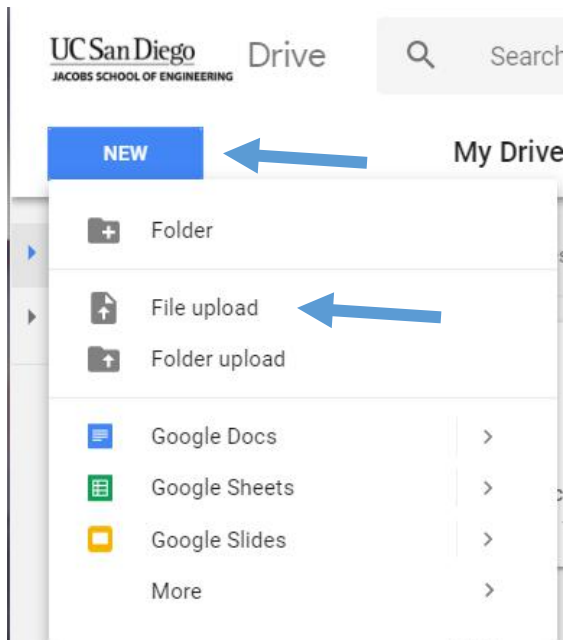 UC San Diego
JACOBS SCHOOL OF ENGINEERING
Drive
Search
NEW
My Drive
Folder
File upload
Folder upload
Google Docs
Google Sheets
Google Slides
More